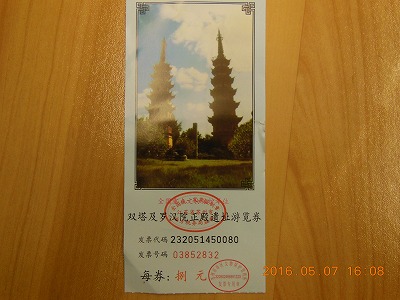 双塔及罗汉院正殿遗址游览券
发票代码 232051450080
发票号码 03852832
每券: 捌 元
2016.05.07 16:08